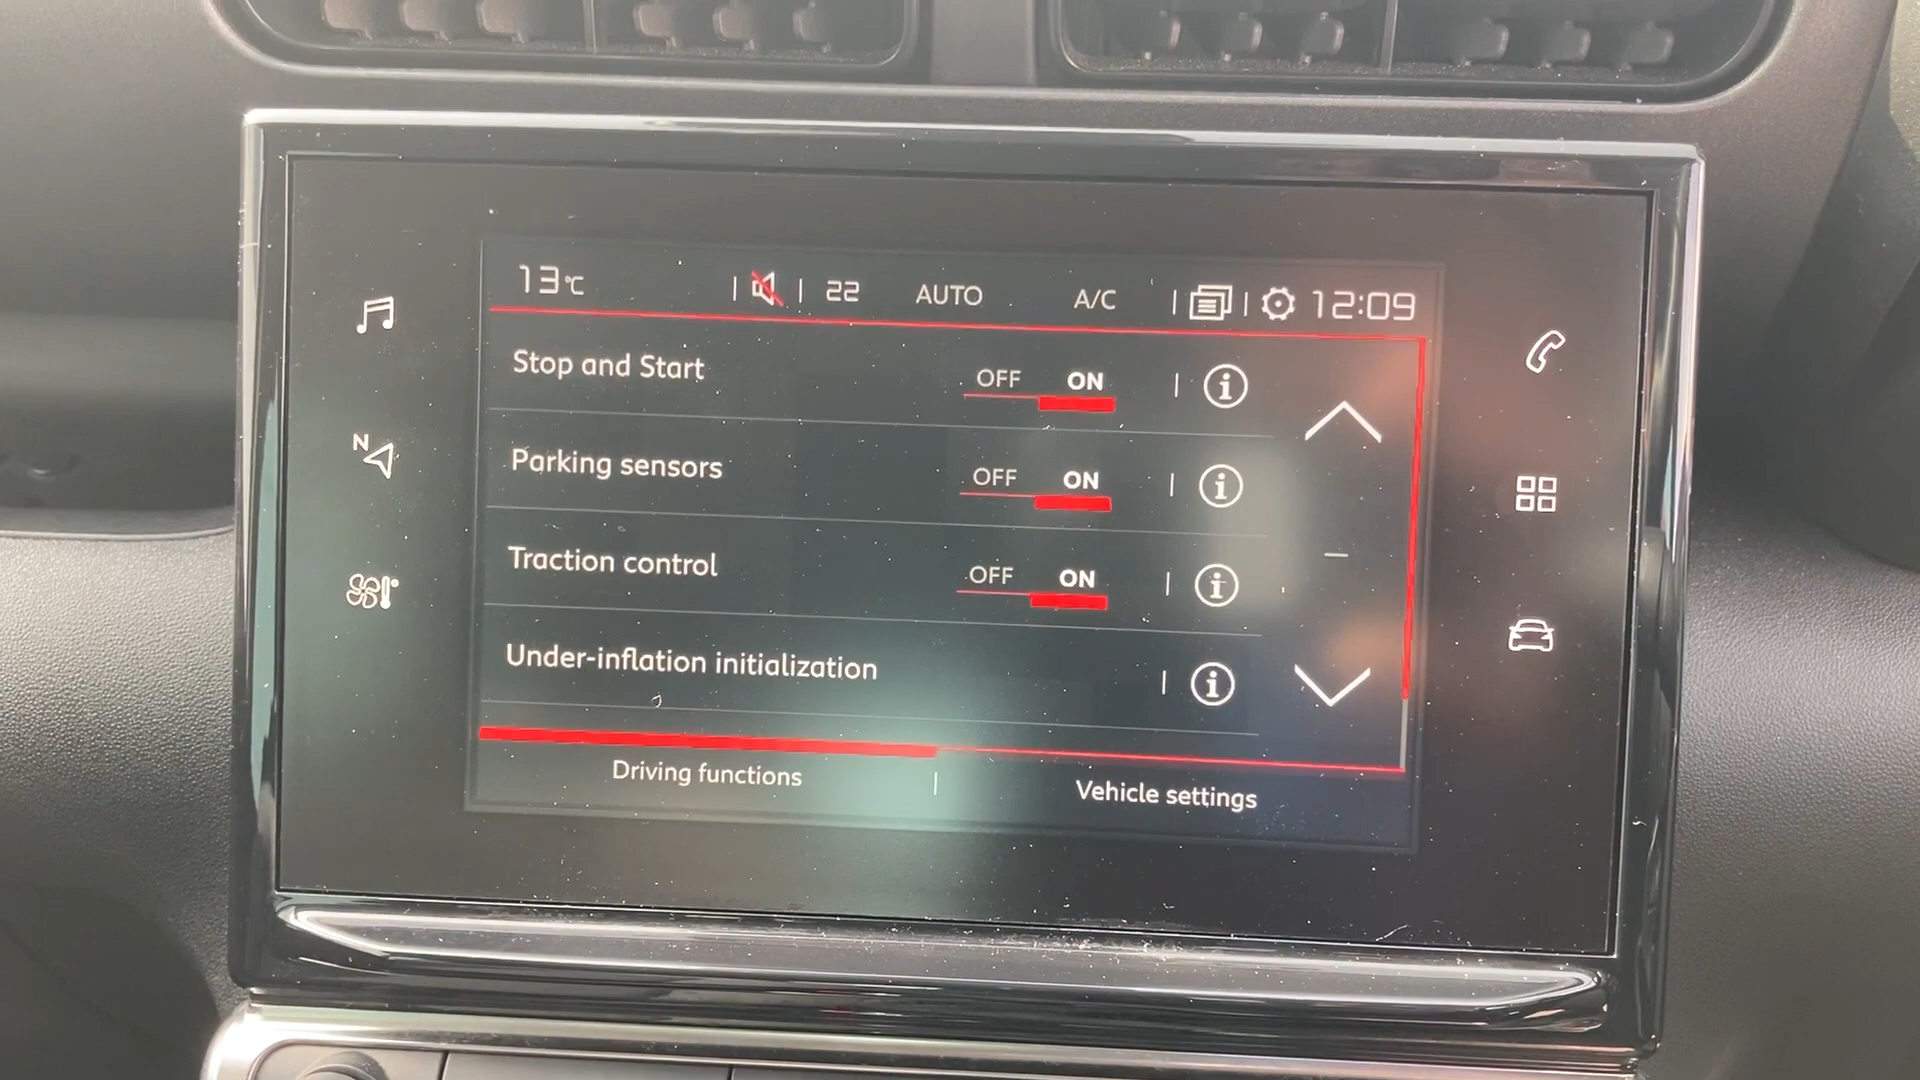 13°C 22 AUTO A/C 12:09
Stop and Start OFF ON
Parking sensors OFF ON
Traction control OFF ON
Under-inflation initialization
Driving functions Vehicle settings
N